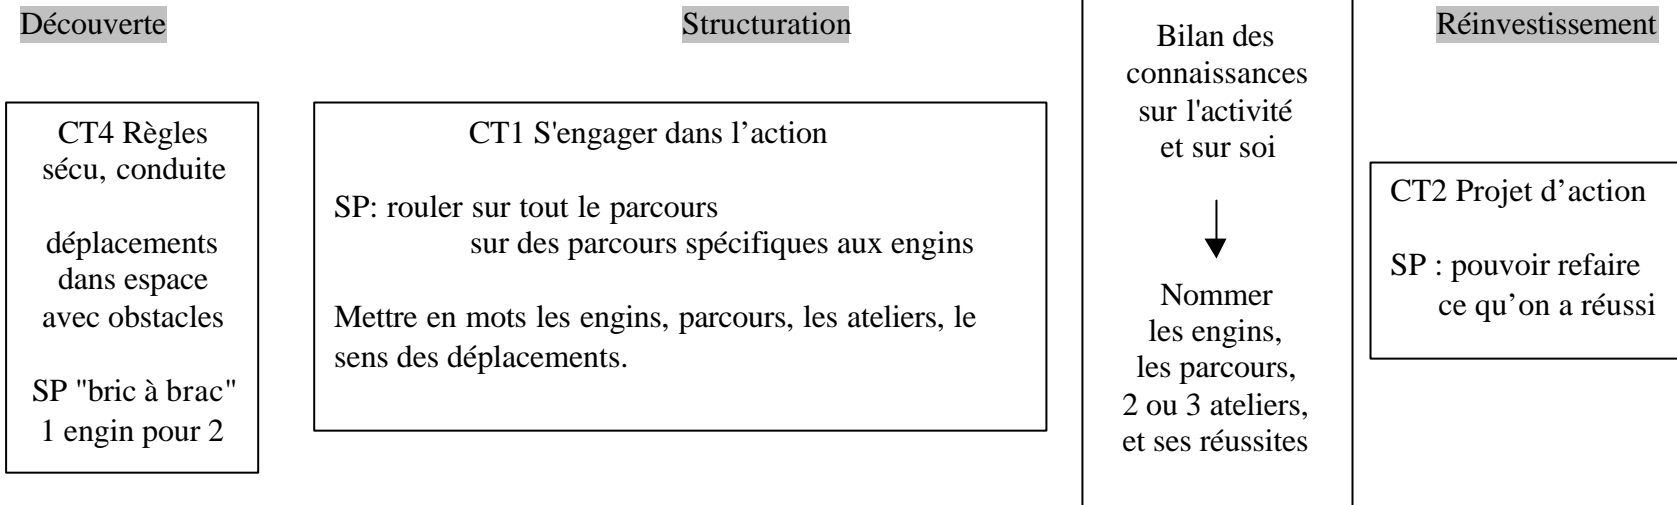 Découverte
CT4 Règles
sécu, conduite
déplacements
dans espace
avec obstacles
SP "bric à brac"
1 engin pour 2
Structuration
CT1 S'engager dans l’action
SP: rouler sur tout le parcours
sur des parcours spécifiques aux engins
Mettre en mots les engins, parcours, les ateliers, le
sens des déplacements.
Bilan des
connaissances
sur l'activité
et sur soi
Nommer
les engins,
les parcours,
2 ou 3 ateliers,
et ses réussites
Réinvestissement
CT2 Projet d’action
SP : pouvoir refaire
ce qu’on a réussi